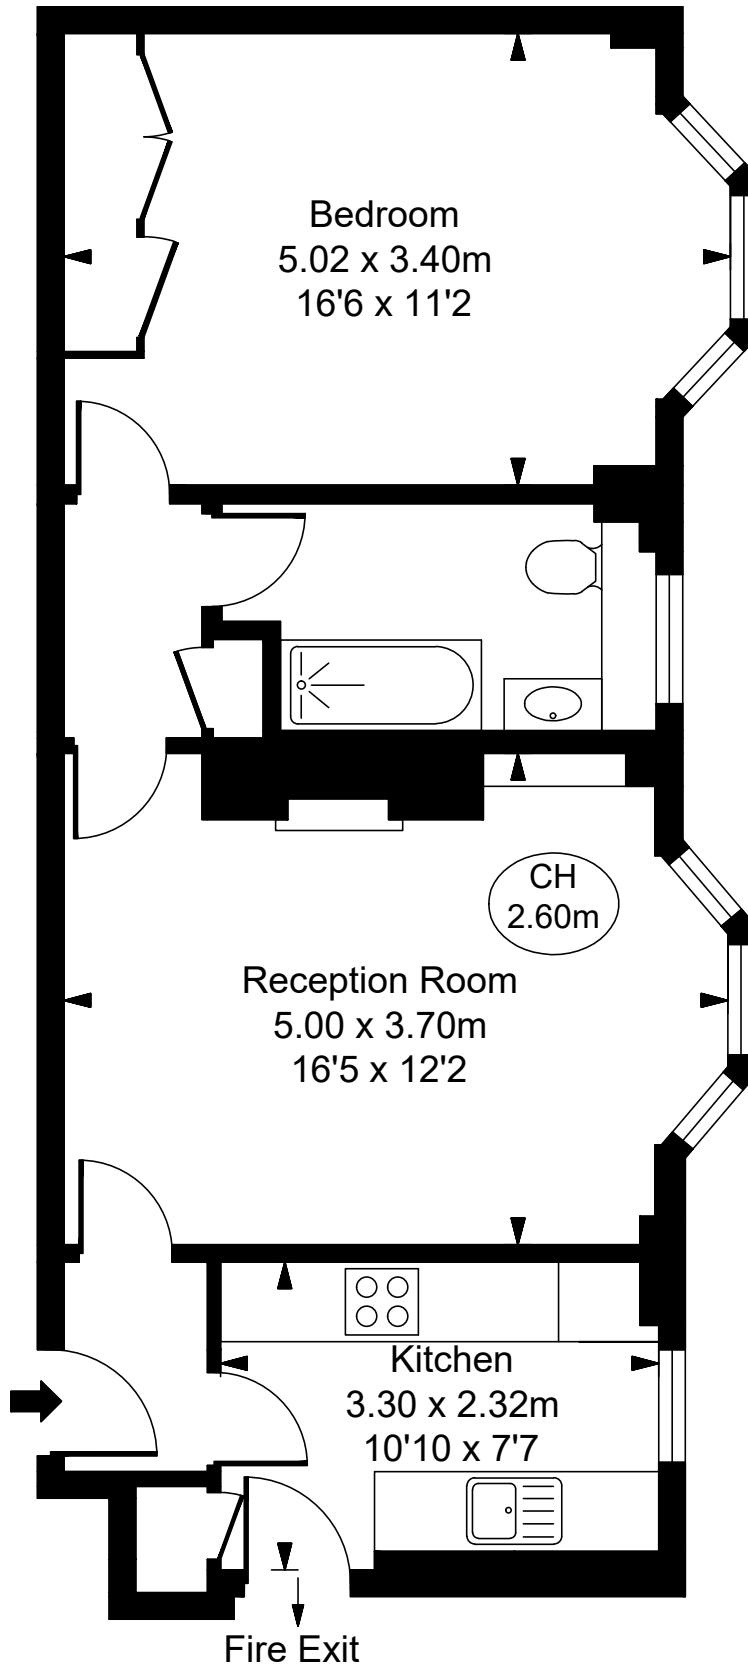 Bedroom
5.02 x 3.40m
16'6 x 11'2
CH
2.60m
Reception Room
5.00 x 3.70m
16'5 x 12'2
Kitchen
3.30 x 2.32m
10'10 x 7'7
Fire Exit